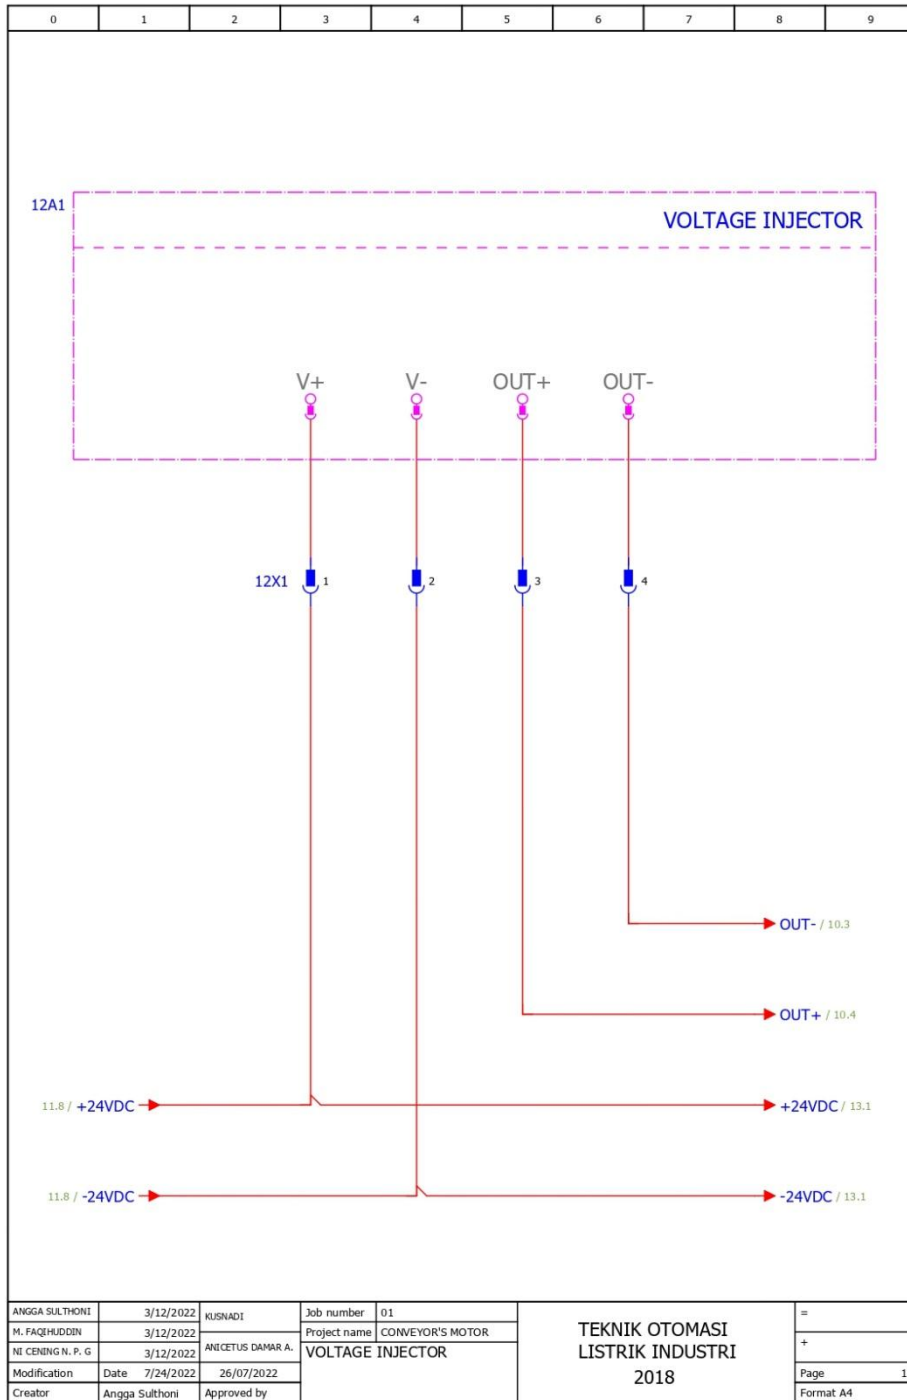 0 1 2 3 4 5 6 7 8 9
12A1
VOLTAGE INJECTOR
V+ V- OUT+ OUT-
12X1 1 2 3 4
OUT- / 10.3
OUT+ / 10.4
11.8 / +24VDC +24VDC / 13.1
11.8 / -24VDC -24VDC / 13.1
ANGGA SULTHONI 3/12/2022 KUSNADI Job number 01 =
M. FAQIHUDDIN 3/12/2022 Project name CONVEYOR'S MOTOR TEKNIK OTOMASI
NI CENING N. P. G 3/12/2022 ANICETUS DAMAR A. VOLTAGE INJECTOR LISTRIK INDUSTRI +
Modification Date 7/24/2022 26/07/2022 2018 Page
Creator Angga Sulthoni Approved by Format A4